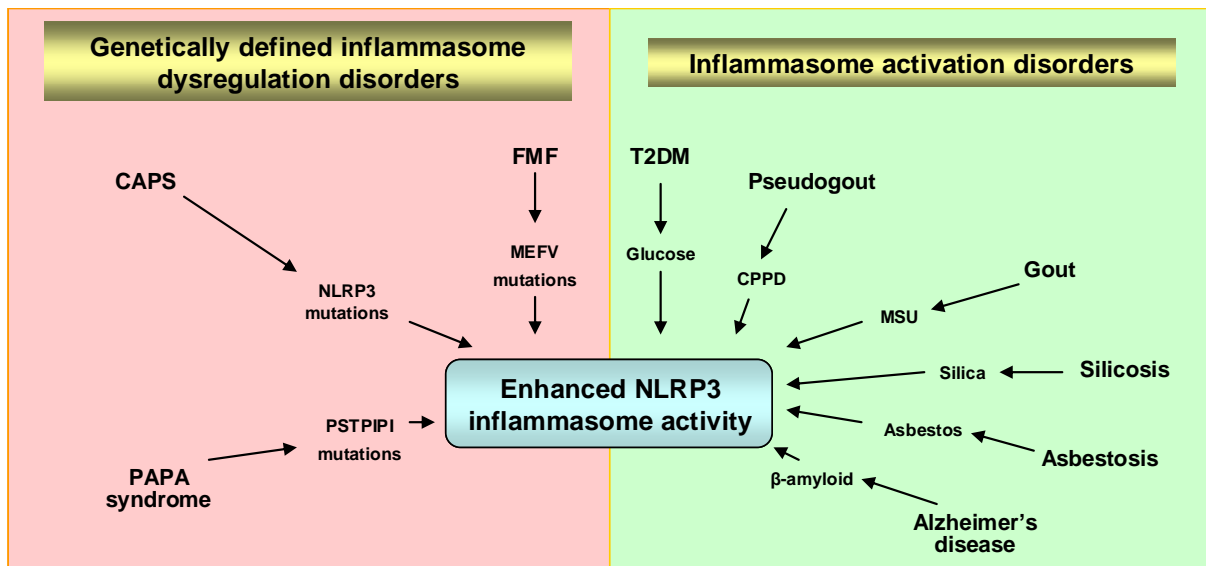 Genetically defined inflammasome
dysregulation disorders
CAPS
FMF
MEFV
mutations
NLRP3
mutations
PSTPIPI
mutations
PAPA
syndrome
Enhanced NLRP3
inflammasome activity
Inflammasome activation disorders
T2DM
Glucose
Pseudogout
CPPD
Gout
MSU
Silicosis
Silica
Asbestos
Asbestosis
β-amyloid
Alzheimer’s
disease